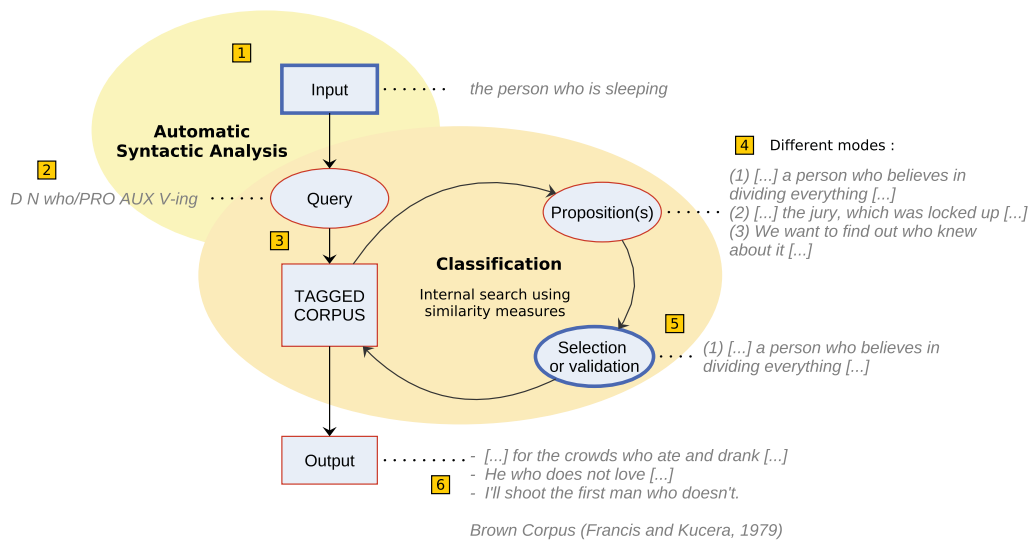 1
Input
the person who is sleeping
Automatic
Syntactic Analysis
2
D N who/PRO AUX V-ing
Query
3
TAGGED
CORPUS
Classification
Internal search using
similarity measures
Proposition(s)
4
Different modes :
(1) [...] a person who believes in
dividing everything [...]
(2) [...] the jury, which was locked up [...]
(3) We want to find out who knew
about it [...]
5
Selection
or validation
(1) [...] a person who believes in
dividing everything [...]
Output
6
- [...] for the crowds who ate and drank [...]
- He who does not love [...]
- I'll shoot the first man who doesn't.
Brown Corpus (Francis and Kucera, 1979)